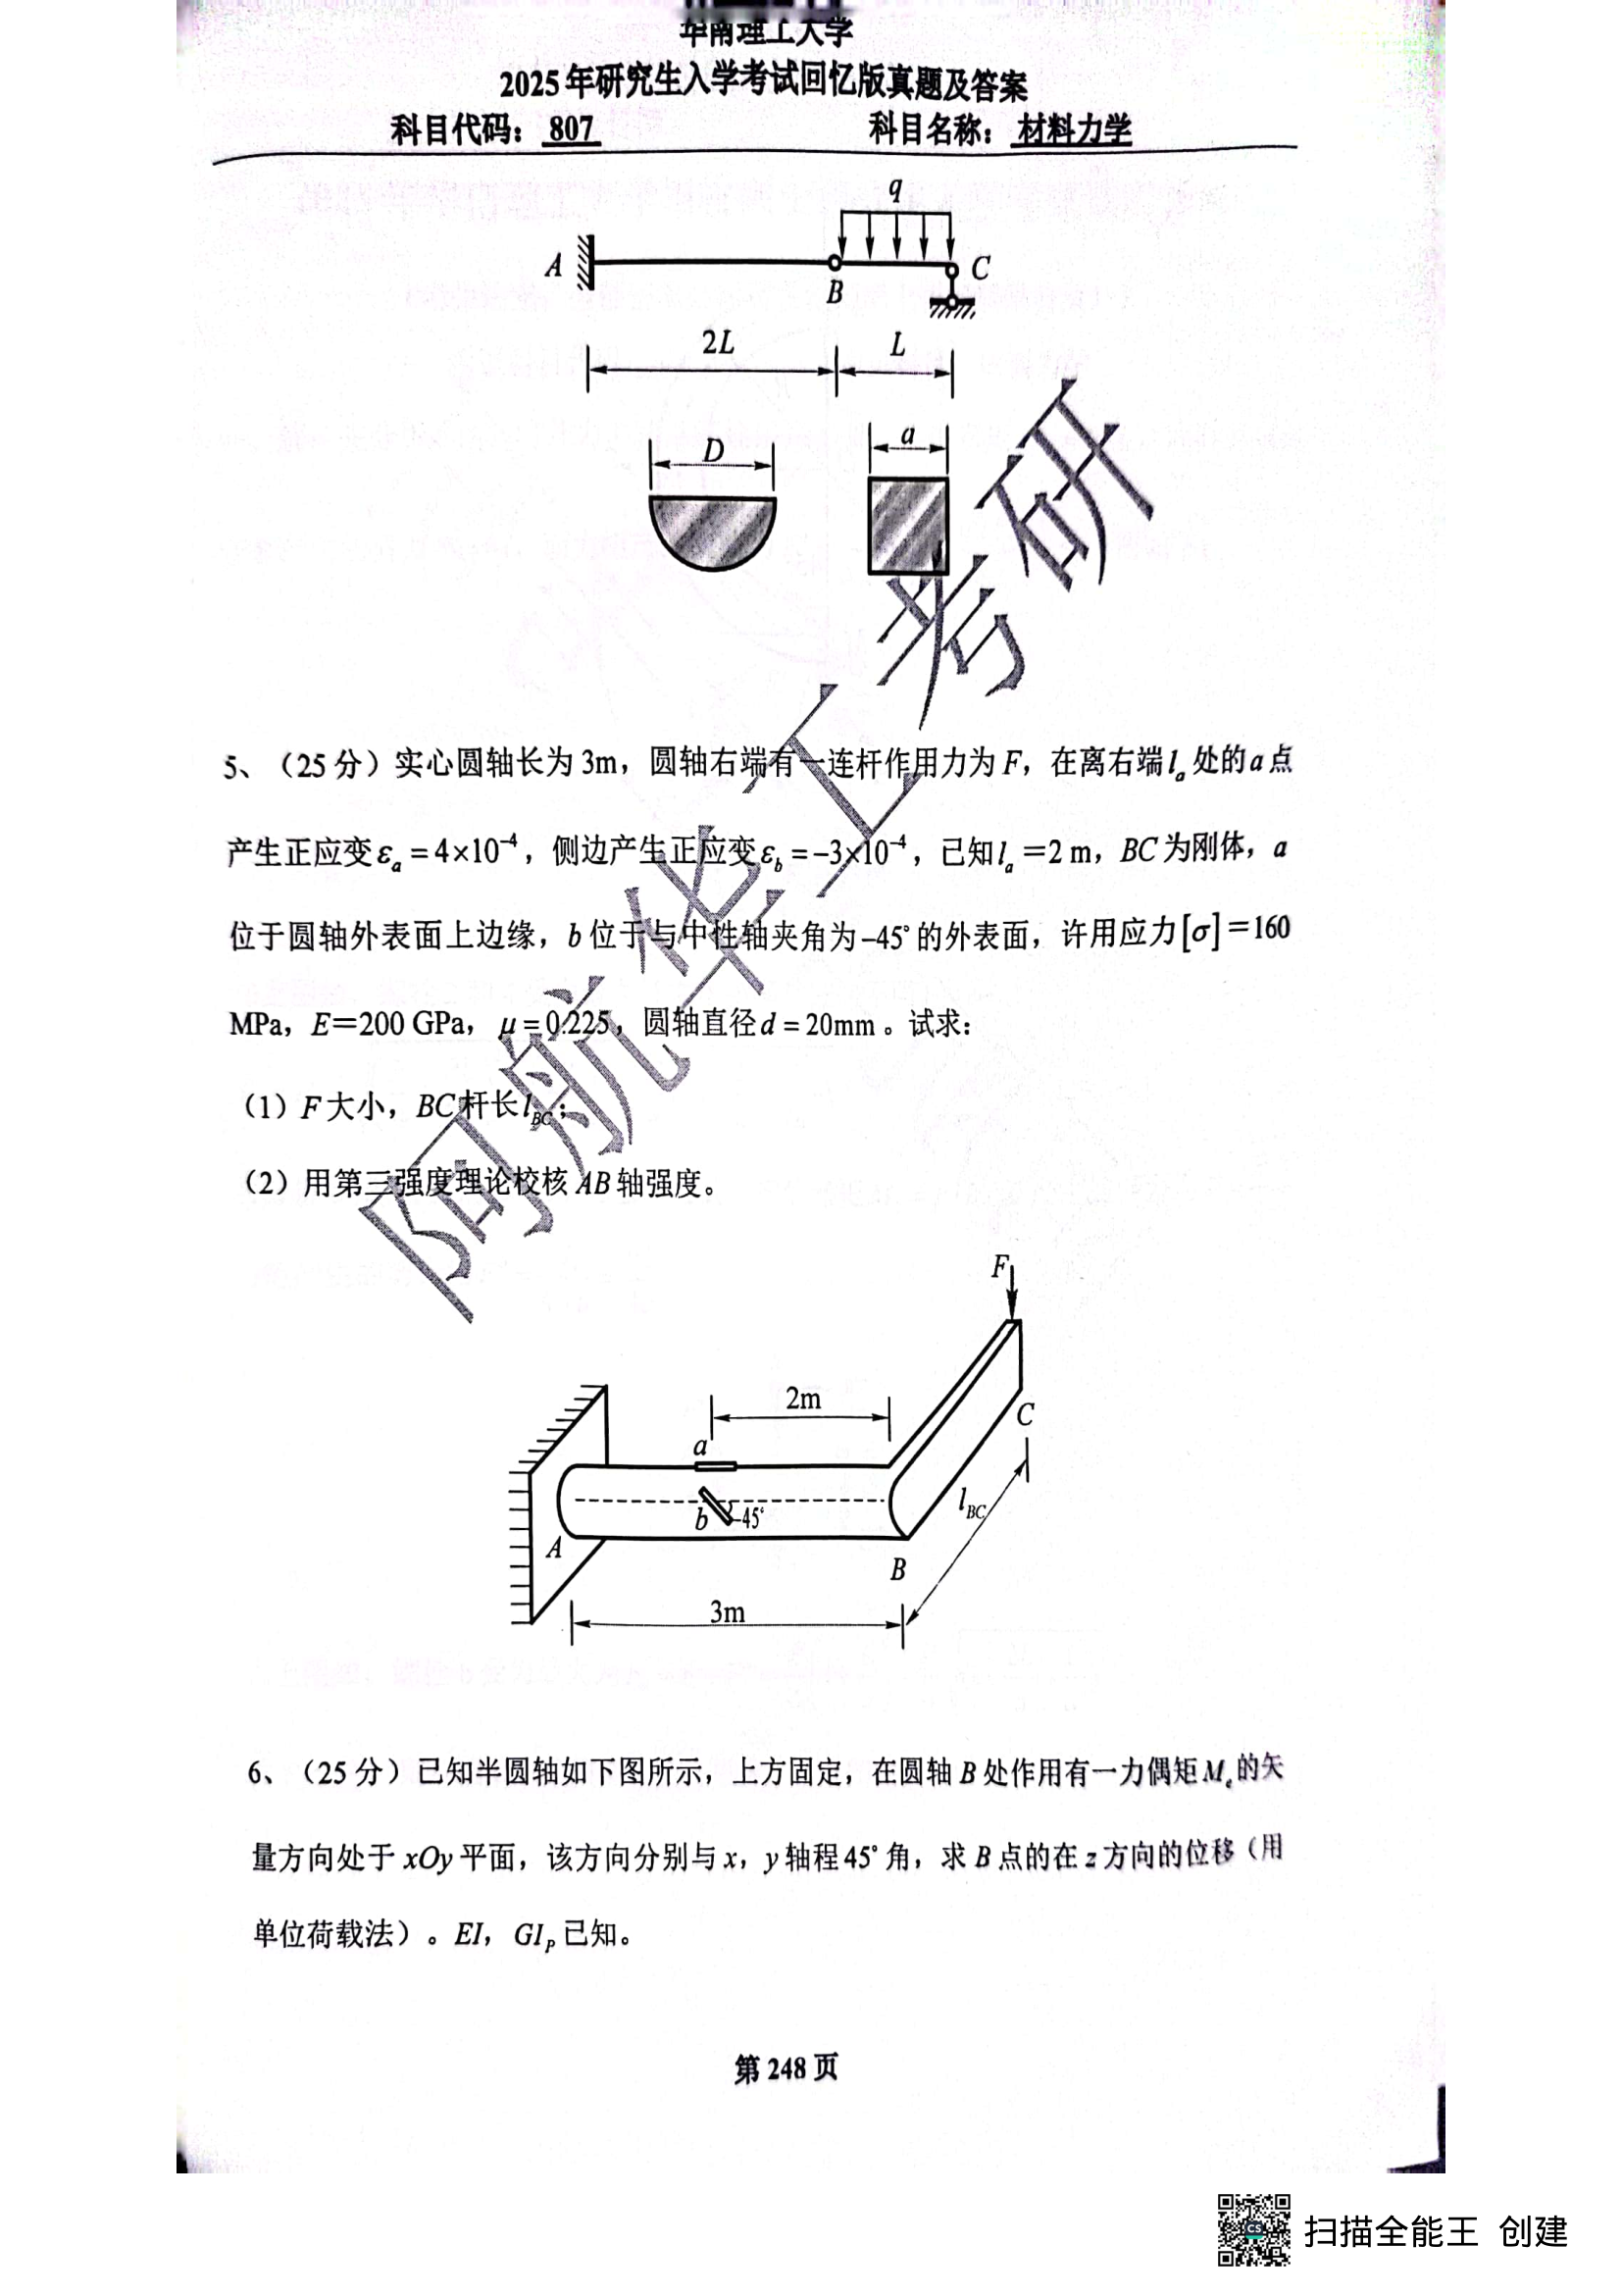 华南理工大学
2025年研究生入学考试回忆版真题及答案
科目代码： 807 科目名称： 材料力学
q
A
B
C
2L
L
D
a
5、（25分）实心圆轴长为3m，圆轴右端有一连杆作用力为F，在离右端lₐ处的a点
产生正应变εₐ = 4×10⁻⁴，侧边产生正应变ε_b = −3×10⁻⁴，已知lₐ =2 m，BC为刚体，a
位于圆轴外表面上边缘，b位于与中性轴夹角为−45°的外表面，许用应力[σ]=160
MPa，E=200 GPa，μ = 0.225，圆轴直径d = 20mm。试求：
（1）F大小，BC杆长l_BC；
（2）用第三强度理论校核AB轴强度。
F
2m
a
C
b
−45°
l_BC
A
B
3m
6、（25分）已知半圆轴如下图所示，上方固定，在圆轴B处作用有一力偶矩Mₑ的矢
量方向处于xOy平面，该方向分别与x，y轴程45°角，求B点的在z方向的位移（用
单位荷载法）。EI，GI_P已知。
阿航华工考研
第248页
CS
扫描全能王 创建